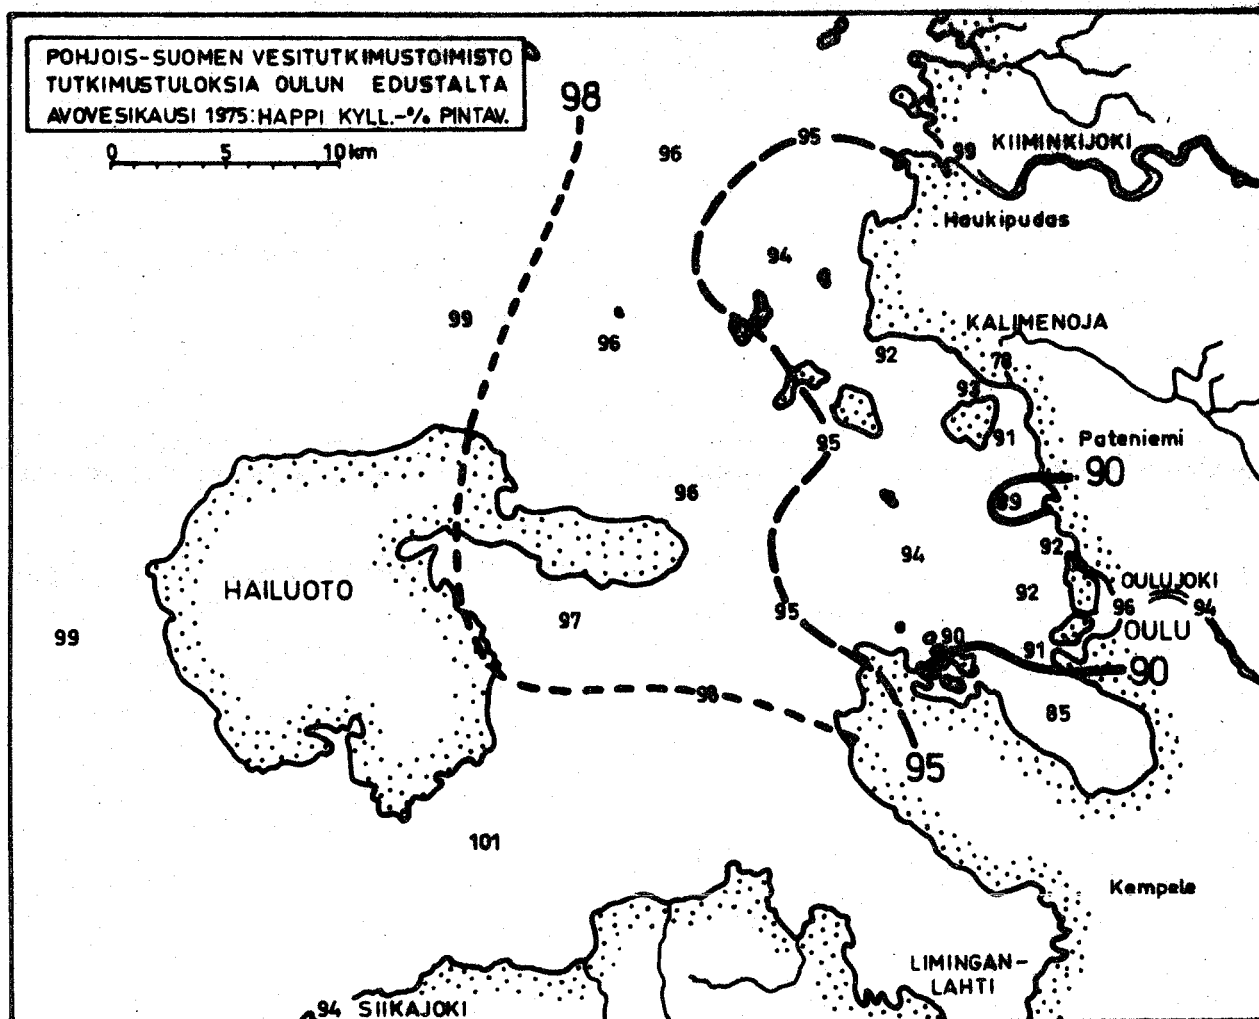 POHJOIS-SUOMEN VESITUTKIMUSTOIMISTO
TUTKIMUSTULOKSIA OULUN EDUSTALTA
AVOVESIKAUSI 1975: HAPPI KYLL.-% PINTAV.
0 5 10 km
98
96
95
99
KIIMINKIJOKI
Haukipudas
94
99
96
KALIMENOJA
92
78
93
91
95
Pateniemi
90
96
89
94
92
HAILUOTO
92
OULUJOKI
96
94
95
97
99
OULU
90
91
90
98
85
95
101
Kempele
LIMINGAN-
LAHTI
94 SIIKAJOKI